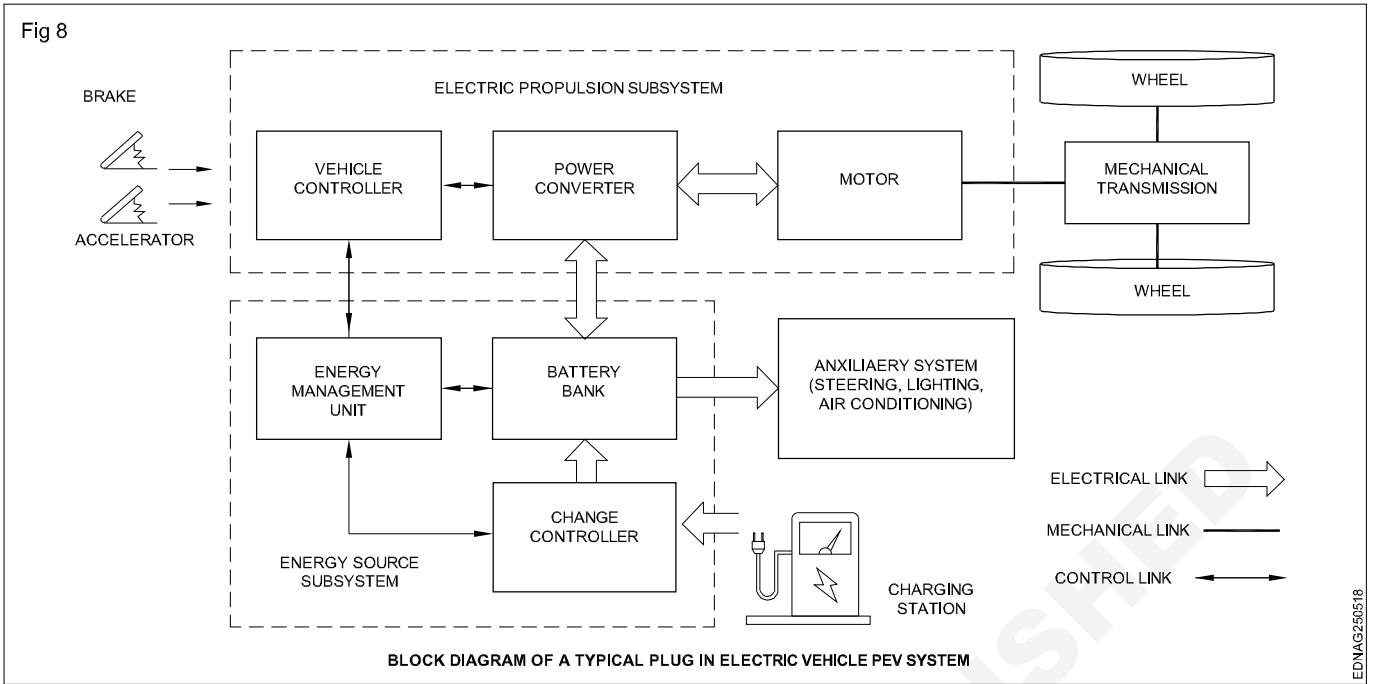 Fig 8
BRAKE
ACCELERATOR
ELECTRIC PROPULSION SUBSYSTEM
VEHICLE
CONTROLLER
POWER
CONVERTER
MOTOR
WHEEL
MECHANICAL
TRANSMISSION
WHEEL
ENERGY
MANAGEMENT
UNIT
BATTERY
BANK
ANXILIAERY SYSTEM
(STEERING, LIGHTING,
AIR CONDITIONING)
CHANGE
CONTROLLER
ENERGY SOURCE
SUBSYSTEM
CHARGING
STATION
ELECTRICAL LINK
MECHANICAL LINK
CONTROL LINK
BLOCK DIAGRAM OF A TYPICAL PLUG IN ELECTRIC VEHICLE PEV SYSTEM
EDNAG250518
SHED